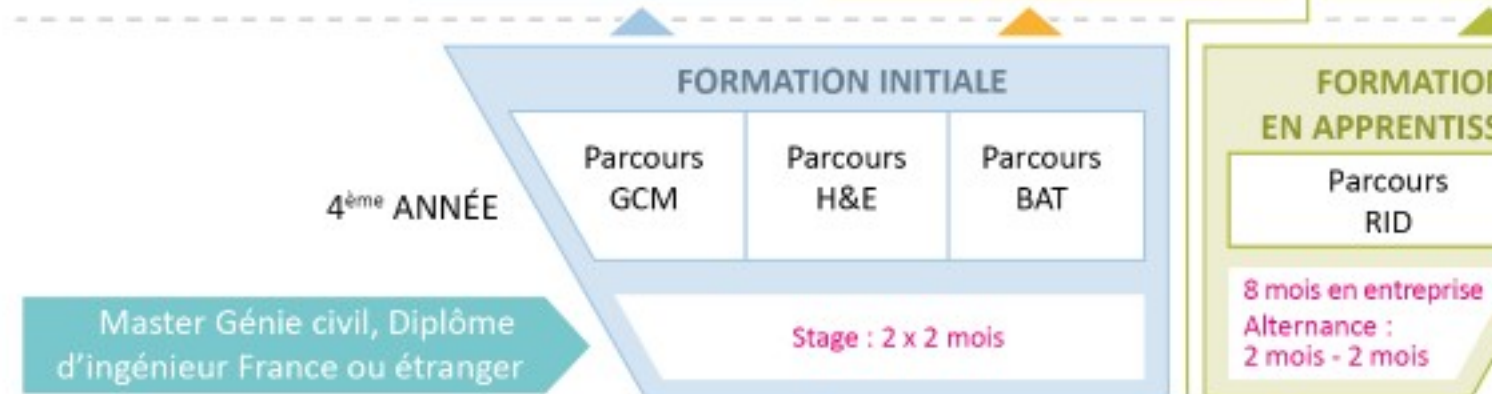 FORMATION INITIALE
Parcours
GCM
Parcours
H&E
Parcours
BAT
4ème ANNÉE
Stage : 2 x 2 mois
Master Génie civil, Diplôme
d'ingénieur France ou étranger
EN
Parcours
RID
8 mois en entreprise
Alternance :
2 mois - 2 mois